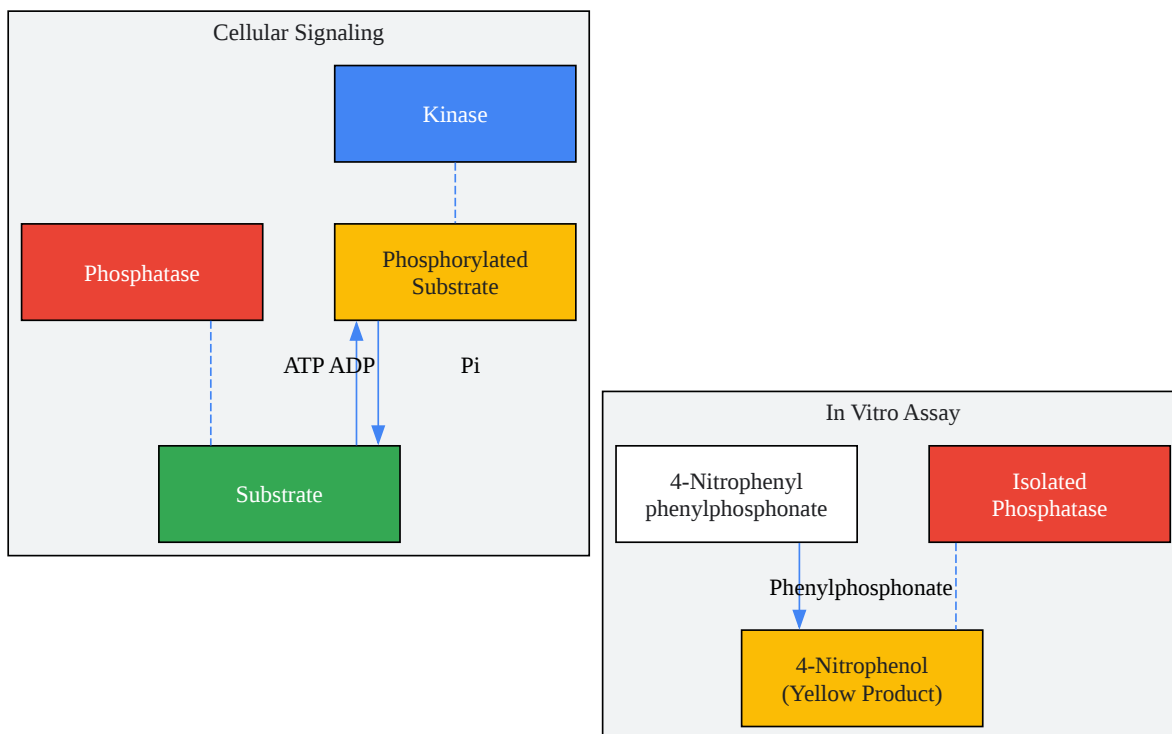 Cellular Signaling
Kinase
Phosphatase
Phosphorylated
Substrate
ATP ADP
Pi
Substrate
In Vitro Assay
4-Nitrophenyl
phenylphosphonate
Isolated
Phosphatase
Phenylphosphonate
4-Nitrophenol
(Yellow Product)